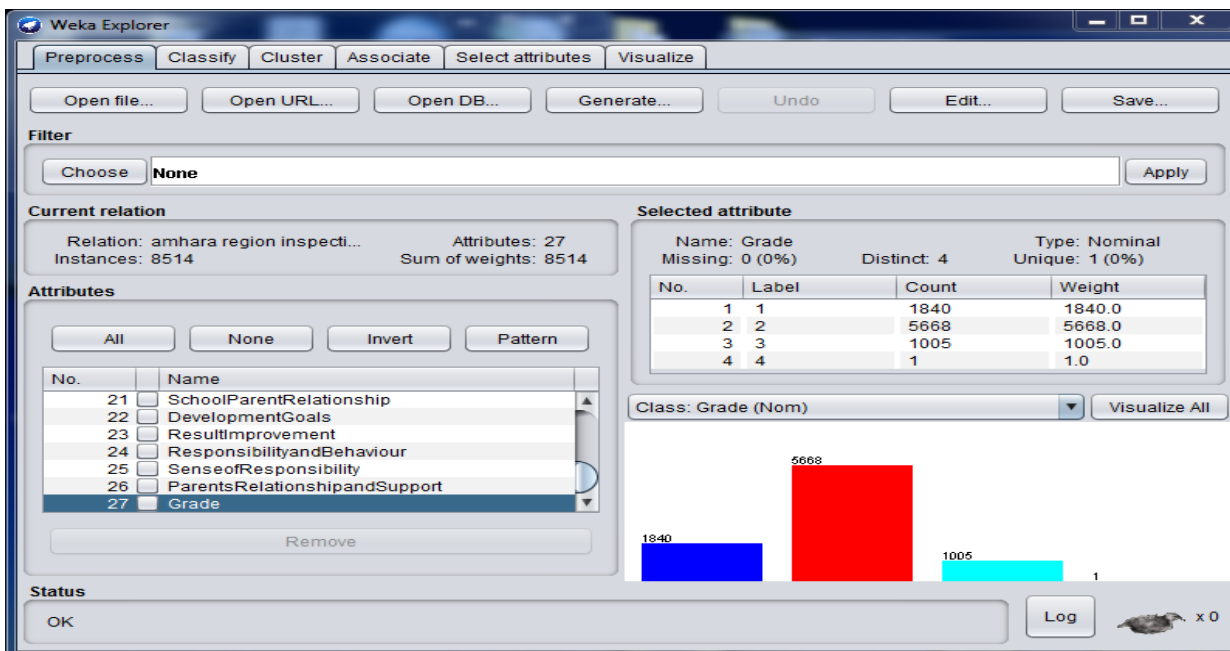 Weka Explorer
Preprocess Classify Cluster Associate Select attributes Visualize
Open file... Open URL... Open DB... Generate... Undo Edit... Save...
Filter
Choose None Apply
Current relation
Relation: amhara region inspecti... Attributes: 27
Instances: 8514 Sum of weights: 8514
Attributes
All None Invert Pattern
No. Name
21 SchoolParentRelationship
22 DevelopmentGoals
23 ResultImprovement
24 ResponsibilityandBehaviour
25 SenseofResponsibility
26 ParentsRelationshipandSupport
27 Grade
Remove
Selected attribute
Name: Grade Type: Nominal
Missing: 0 (0%) Distinct: 4 Unique: 1 (0%)
No. Label Count Weight
1 1 1840 1840.0
2 2 5668 5668.0
3 3 1005 1005.0
4 4 1 1.0
Class: Grade (Nom) Visualize All
5668
1840
1005
1
Status
OK
Log x 0